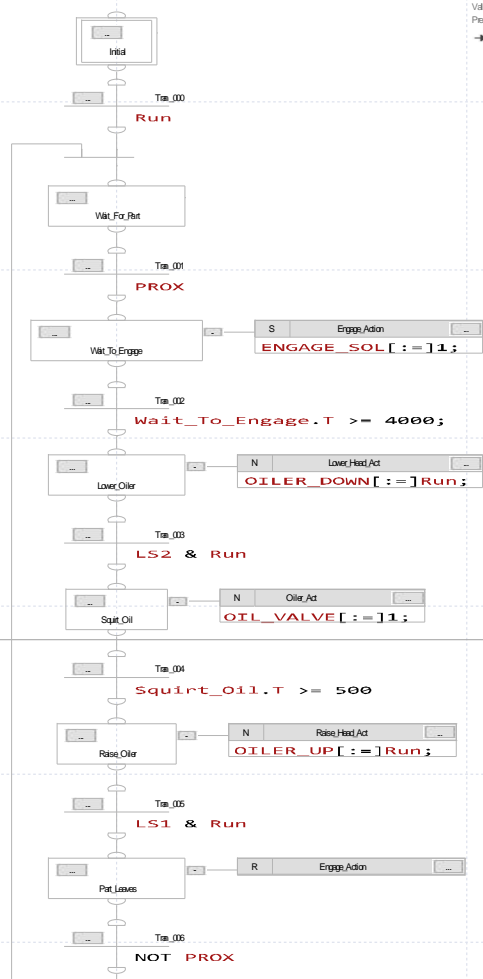 Val
Pre
...
Initial
... Tran_000
Run
...
Wait_For_Part
... Tran_001
PROX
... - S Engage_Action ...
Wait_To_Engage
ENGAGE_SOL[:=]1;
... Tran_002
Wait_To_Engage.T >= 4000;
... - N Lower_Head_Act ...
Lower_Oiler
OILER_DOWN[:=]Run;
... Tran_003
LS2 & Run
... - N Oiler_Act ...
Squirt_Oil
OIL_VALVE[:=]1;
... Tran_004
Squirt_Oil.T >= 500
... - N Raise_Head_Act ...
Raise_Oiler
OILER_UP[:=]Run;
... Tran_005
LS1 & Run
... - R Engage_Action ...
Part_Leaves
... Tran_006
NOT PROX